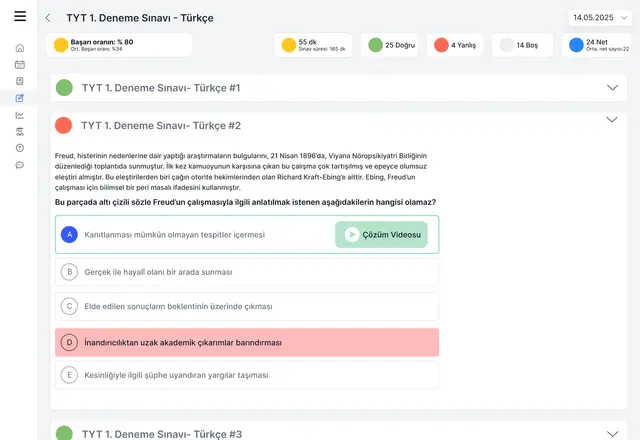 TYT 1. Deneme Sınavı - Türkçe
14.05.2025
Başarı oranın: % 80
Ort. Başarı oranı: %34
55 dk
Sınav süresi: 165 dk
25 Doğru
4 Yanlış
14 Boş
24 Net
Orta. net sayısı:22
TYT 1. Deneme Sınavı- Türkçe #1
TYT 1. Deneme Sınavı- Türkçe #2
Freud, histerinin nedenlerine dair yaptığı araştırmaların bulgularını, 21 Nisan 1896'da, Viyana Nöropsikiyatri Birliğinin
düzenlediği toplantıda sunmuştur. İlk kez kamuoyunun karşısına çıkan bu çalışma çok tartışılmış ve epeyce olumsuz
eleştiri almıştır. Bu eleştirilerden biri çağın otorite hekimlerinden olan Richard Kraft-Ebing'e aittir. Ebing, Freud'un
çalışması için bilimsel bir peri masalı ifadesini kullanmıştır.
Bu parçada altı çizili sözle Freud'un çalışmasıyla ilgili anlatılmak istenen aşağıdakilerin hangisi olamaz?
A Kanıtlanması mümkün olmayan tespitler içermesi
Çözüm Videosu
B Gerçek ile hayalî olanı bir arada sunması
C Elde edilen sonuçların beklentinin üzerinde çıkması
D İnandırıcılıktan uzak akademik çıkarımlar barındırması
E Kesinliğiyle ilgili şüphe uyandıran yargılar taşıması
TYT 1. Deneme Sınavı- Türkçe #3